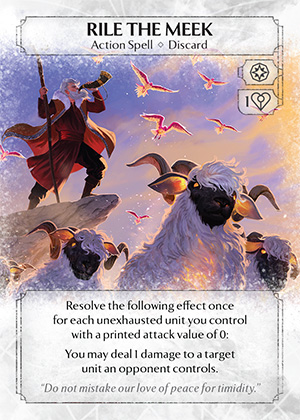 RILE THE MEEK
Action Spell ⬦ Discard
1
Resolve the following effect once
for each unexhausted unit you control
with a printed attack value of 0:
You may deal 1 damage to a target
unit an opponent controls.
"Do not mistake our love of peace for timidity."